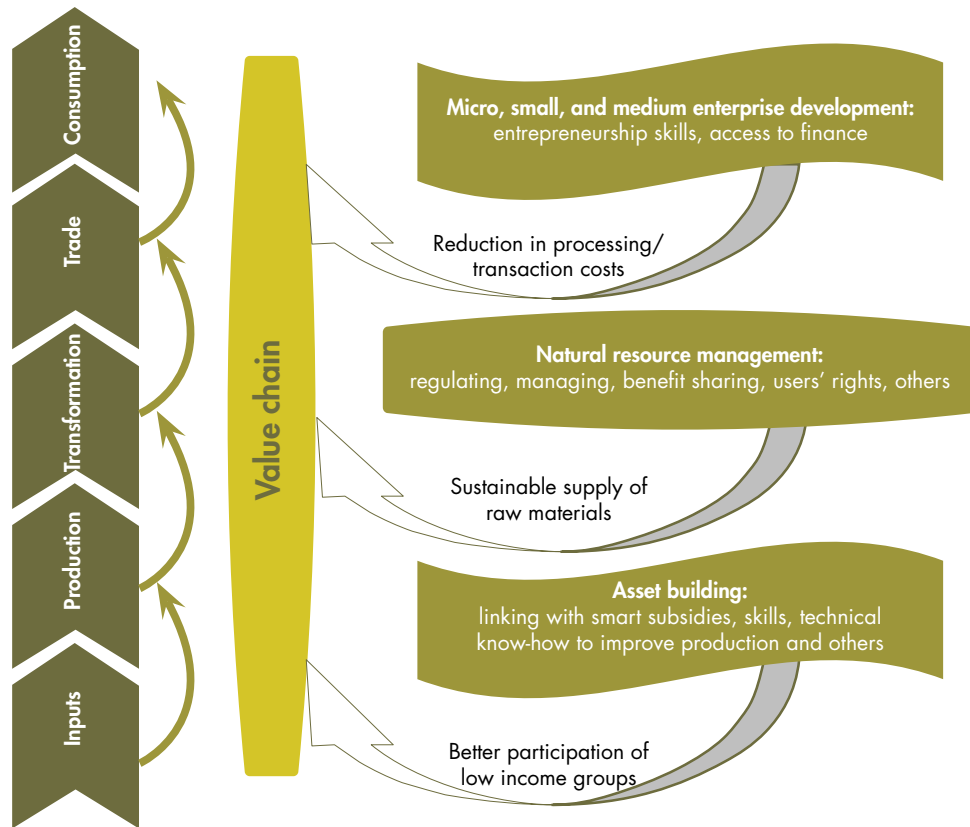 Consumption
Trade
Transformation
Production
Inputs
Value chain
Micro, small, and medium enterprise development:
entrepreneurship skills, access to finance
Reduction in processing/
transaction costs
Natural resource management:
regulating, managing, benefit sharing, users’ rights, others
Sustainable supply of
raw materials
Asset building:
linking with smart subsidies, skills, technical
know-how to improve production and others
Better participation of
low income groups